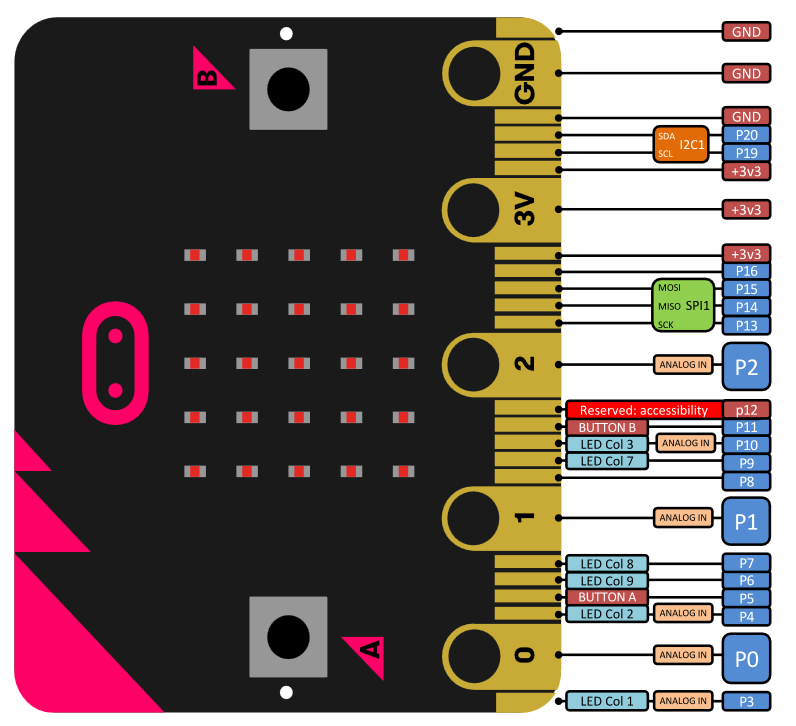 GND
B
GND
GND
GND
SDA I2C1 P20
SCL P19
+3v3
3V
+3v3
+3v3
P16
MOSI P15
MISO SPI1 P14
SCK P13
2
ANALOG IN P2
Reserved: accessibility p12
BUTTON B P11
LED Col 3 ANALOG IN P10
LED Col 7 P9
P8
1
ANALOG IN P1
LED Col 8 P7
LED Col 9 P6
BUTTON A P5
LED Col 2 ANALOG IN P4
A
0
ANALOG IN P0
LED Col 1 ANALOG IN P3